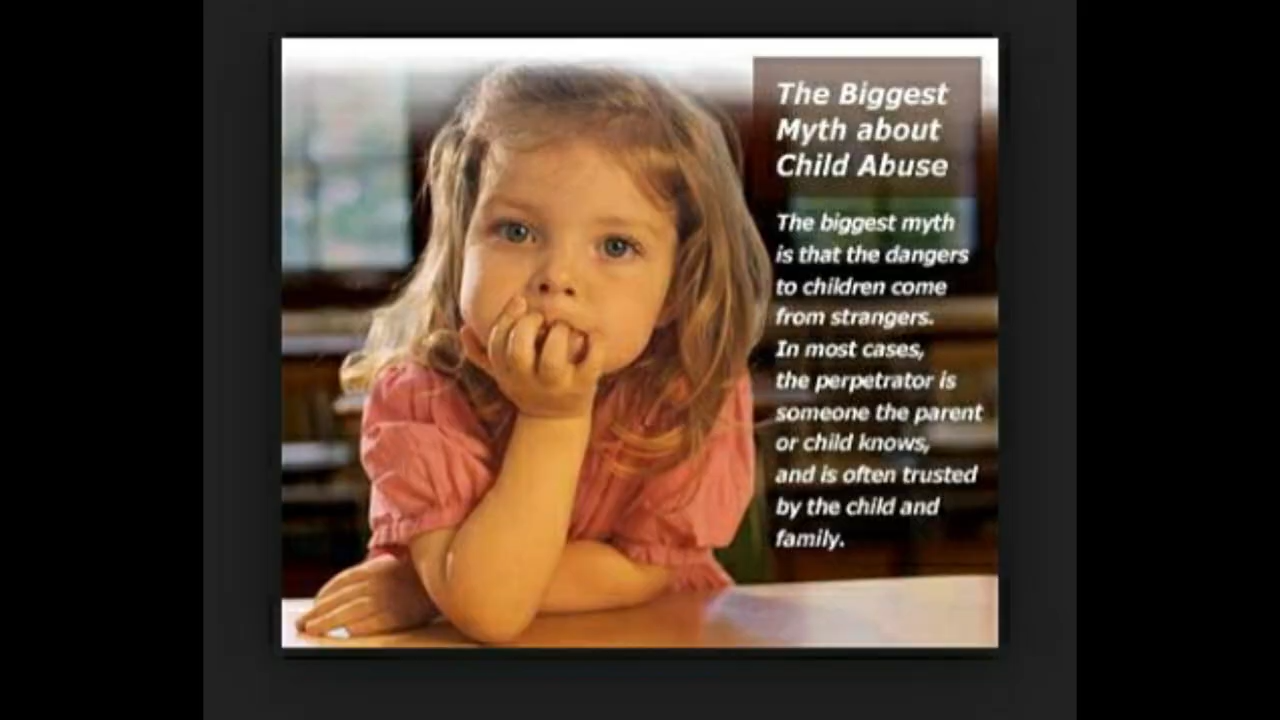 The Biggest
Myth about
Child Abuse
The biggest myth
is that the dangers
to children come
from strangers.
In most cases,
the perpetrator is
someone the parent
or child knows,
and is often trusted
by the child and
family.